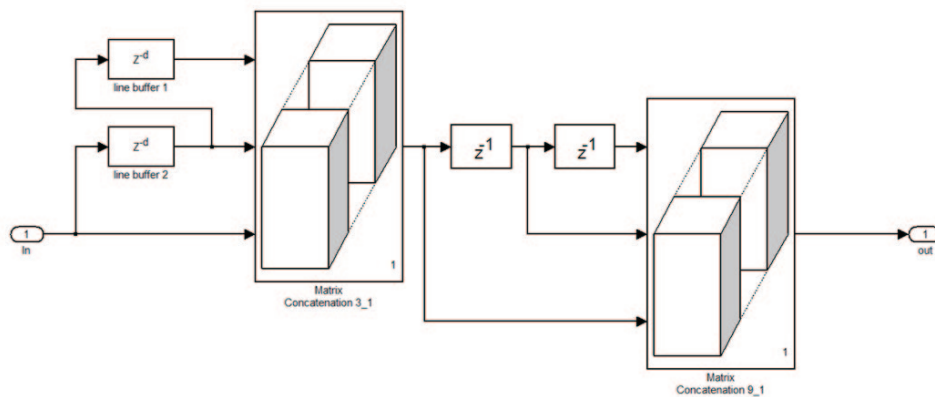 z-d
line buffer 1
z-d
line buffer 2
1
In
1
Matrix
Concatenation 3_1
z-1
z-1
1
Matrix
Concatenation 9_1
1
out